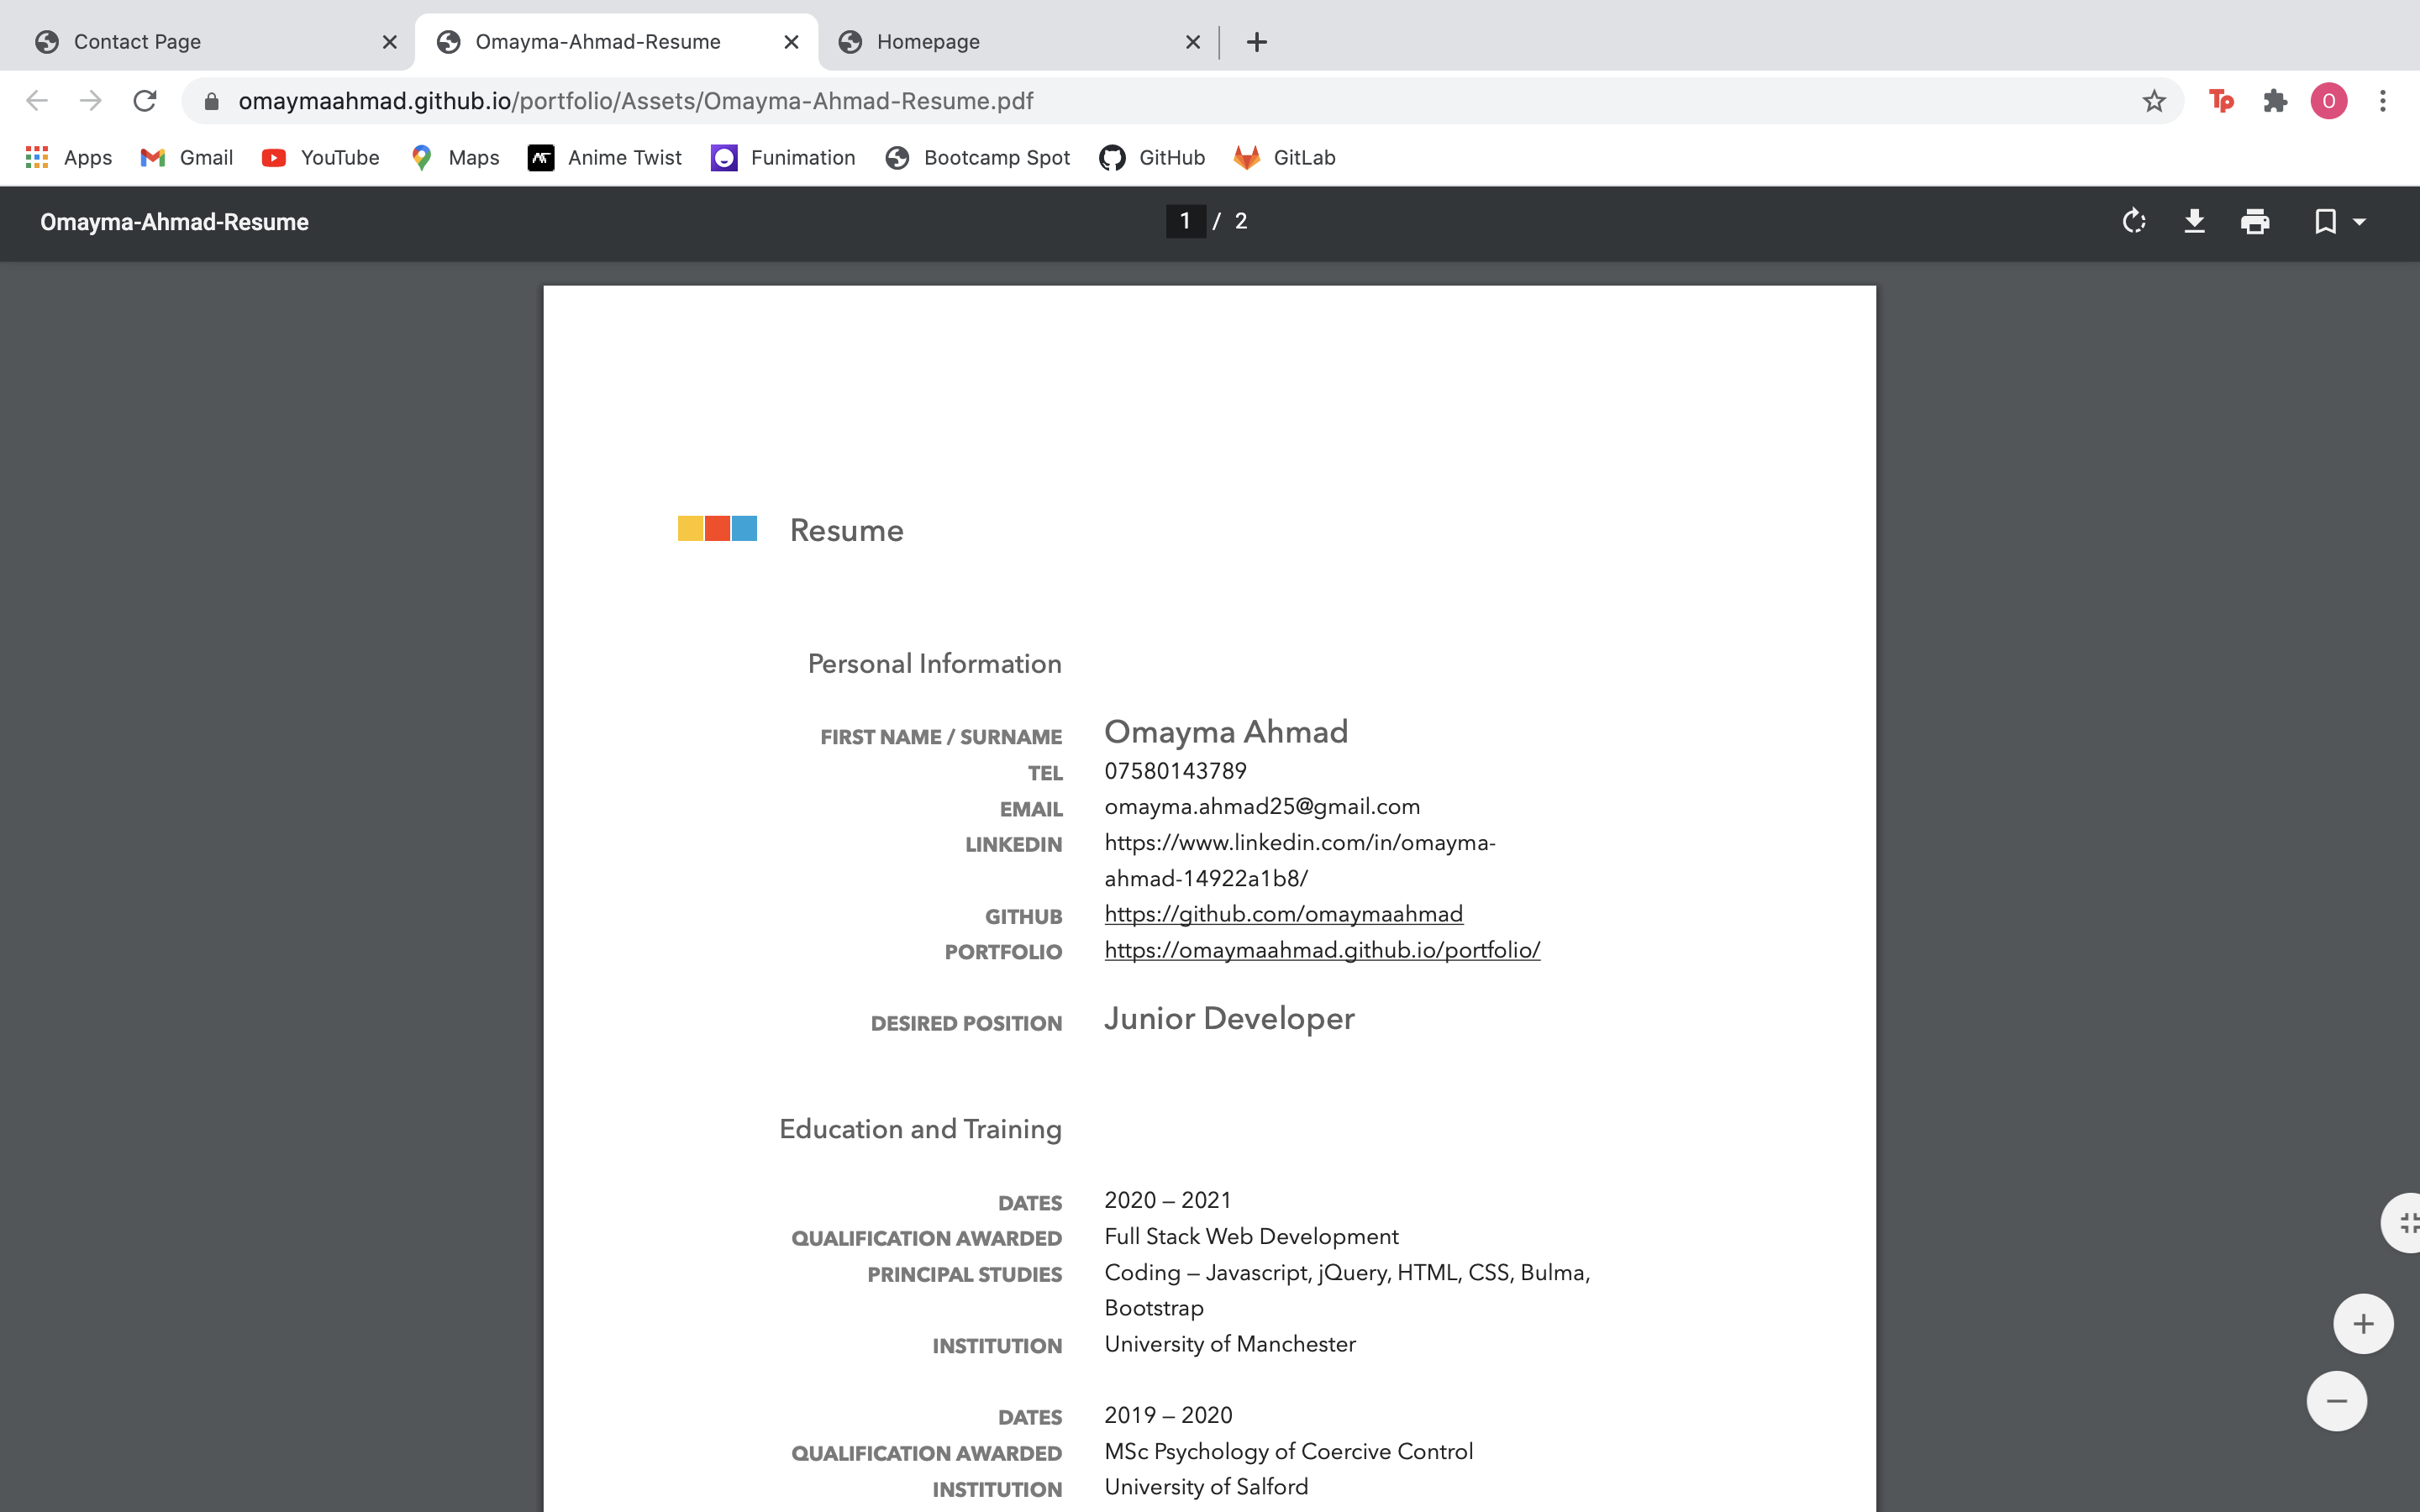 Contact Page
Omayma-Ahmad-Resume
Homepage
omaymaahmad.github.io/portfolio/Assets/Omayma-Ahmad-Resume.pdf
Tp
O
Apps
Gmail
YouTube
Maps
Anime Twist
Funimation
Bootcamp Spot
GitHub
GitLab
Omayma-Ahmad-Resume
1 / 2
Resume
Personal Information
FIRST NAME / SURNAME Omayma Ahmad
TEL 07580143789
EMAIL omayma.ahmad25@gmail.com
LINKEDIN https://www.linkedin.com/in/omayma-
ahmad-14922a1b8/
GITHUB https://github.com/omaymaahmad
PORTFOLIO https://omaymaahmad.github.io/portfolio/
DESIRED POSITION Junior Developer
Education and Training
DATES 2020 – 2021
QUALIFICATION AWARDED Full Stack Web Development
PRINCIPAL STUDIES Coding – Javascript, jQuery, HTML, CSS, Bulma,
Bootstrap
INSTITUTION University of Manchester
DATES 2019 – 2020
QUALIFICATION AWARDED MSc Psychology of Coercive Control
INSTITUTION University of Salford